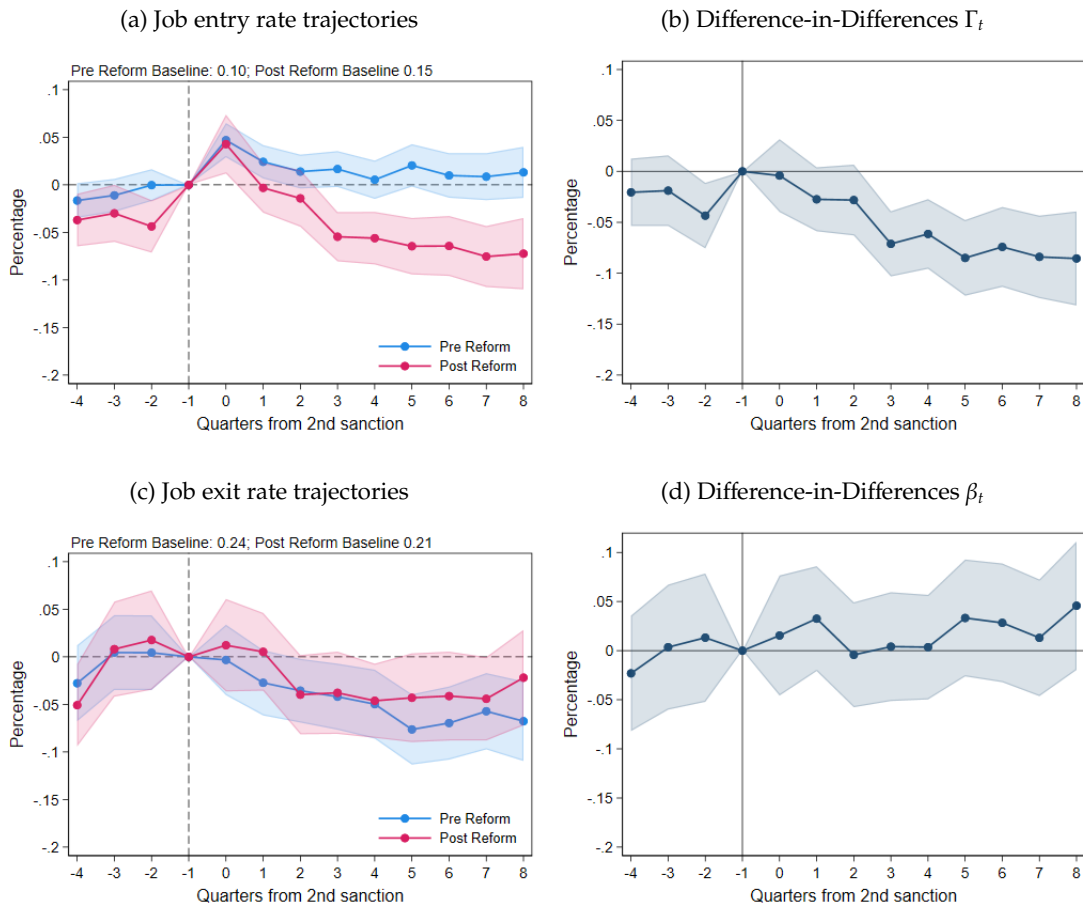 (a) Job entry rate trajectories
Pre Reform Baseline: 0.10; Post Reform Baseline 0.15
Percentage
.1
.05
0
-.05
-.1
-.15
-.2
Pre Reform
Post Reform
-4 -3 -2 -1 0 1 2 3 4 5 6 7 8
Quarters from 2nd sanction
(b) Difference-in-Differences Γt
Percentage
.1
.05
0
-.05
-.1
-.15
-.2
-4 -3 -2 -1 0 1 2 3 4 5 6 7 8
Quarters from 2nd sanction
(c) Job exit rate trajectories
Pre Reform Baseline: 0.24; Post Reform Baseline 0.21
Percentage
.1
.05
0
-.05
-.1
-.15
-.2
Pre Reform
Post Reform
-4 -3 -2 -1 0 1 2 3 4 5 6 7 8
Quarters from 2nd sanction
(d) Difference-in-Differences βt
Percentage
.1
.05
0
-.05
-.1
-.15
-.2
-4 -3 -2 -1 0 1 2 3 4 5 6 7 8
Quarters from 2nd sanction